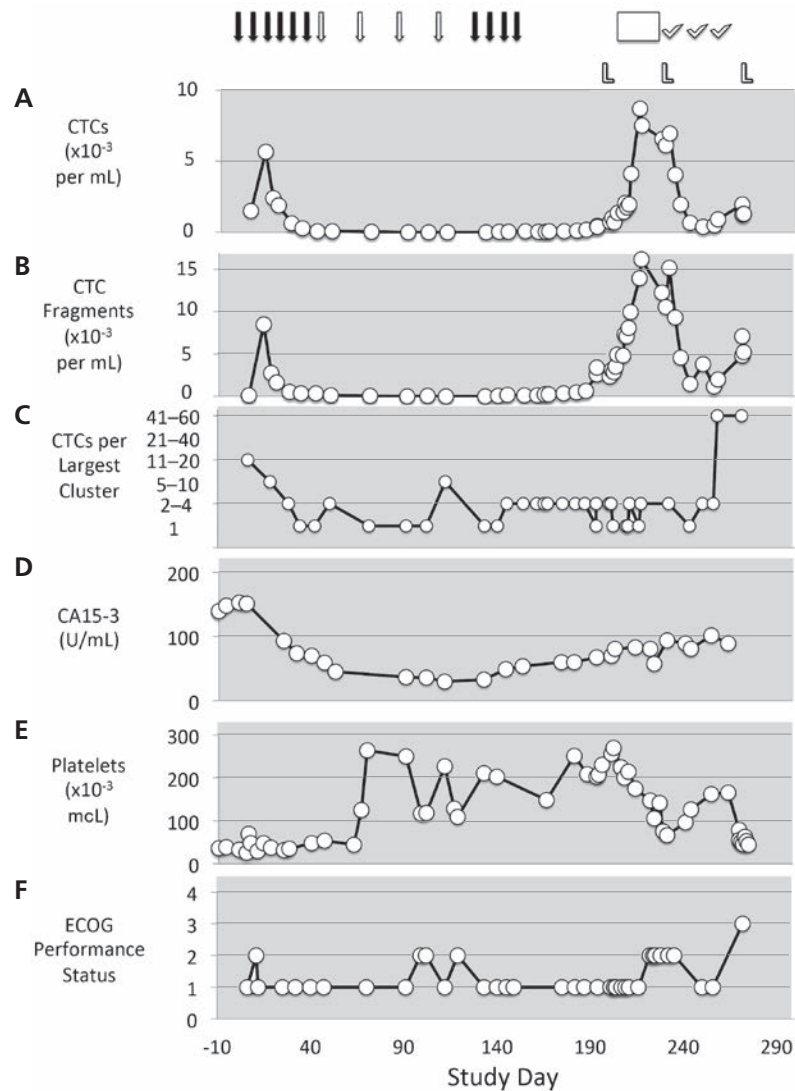 L L L
A
CTCs
(x10⁻³
per mL)
10
5
0
B
CTC
Fragments
(x10⁻³
per mL)
15
10
5
0
C
CTCs per
Largest
Cluster
41–60
21–40
11–20
5–10
2–4
1
D
CA15-3
(U/mL)
200
100
0
E
Platelets
(x10⁻³
mcL)
300
200
100
0
F
ECOG
Performance
Status
4
3
2
1
0
-10 40 90 140 190 240 290
Study Day